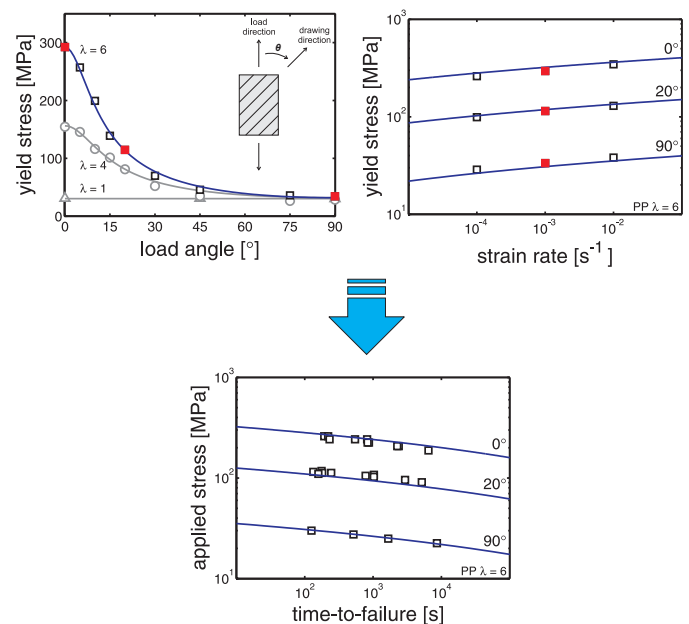 load
direction
drawing
direction
θ
yield stress [MPa]
300
200
100
0
λ = 6
λ = 4
λ = 1
0 15 30 45 60 75 90
load angle [°]
yield stress [MPa]
10³
10²
10¹
0°
20°
90°
PP λ = 6
10⁻⁴ 10⁻³ 10⁻²
strain rate [s⁻¹]
applied stress [MPa]
10³
10²
10¹
0°
20°
90°
PP λ = 6
10² 10³ 10⁴
time-to-failure [s]